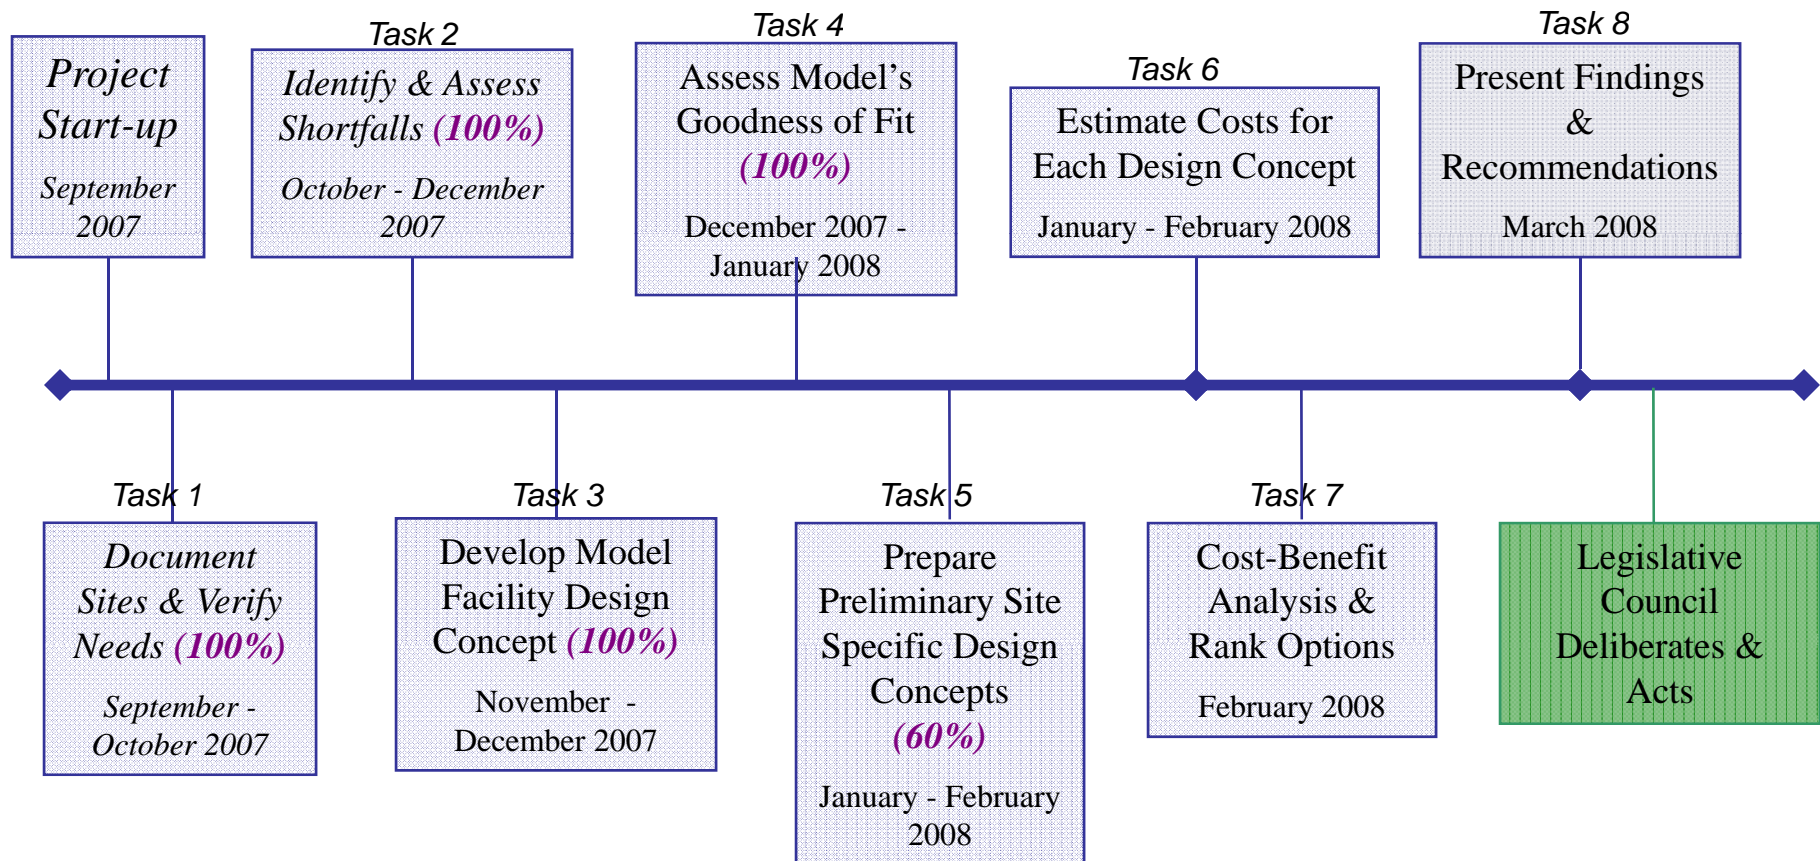 Project
Start-up
September
2007
Task 2
Identify & Assess
Shortfalls (100%)
October - December
2007
Task 4
Assess Model’s
Goodness of Fit
(100%)
December 2007 -
January 2008
Task 6
Estimate Costs for
Each Design Concept
January - February 2008
Task 8
Present Findings
&
Recommendations
March 2008
Task 1
Document
Sites & Verify
Needs (100%)
September -
October 2007
Task 3
Develop Model
Facility Design
Concept (100%)
November -
December 2007
Task 5
Prepare
Preliminary Site
Specific Design
Concepts
(60%)
January - February
2008
Task 7
Cost-Benefit
Analysis &
Rank Options
February 2008
Legislative
Council
Deliberates &
Acts